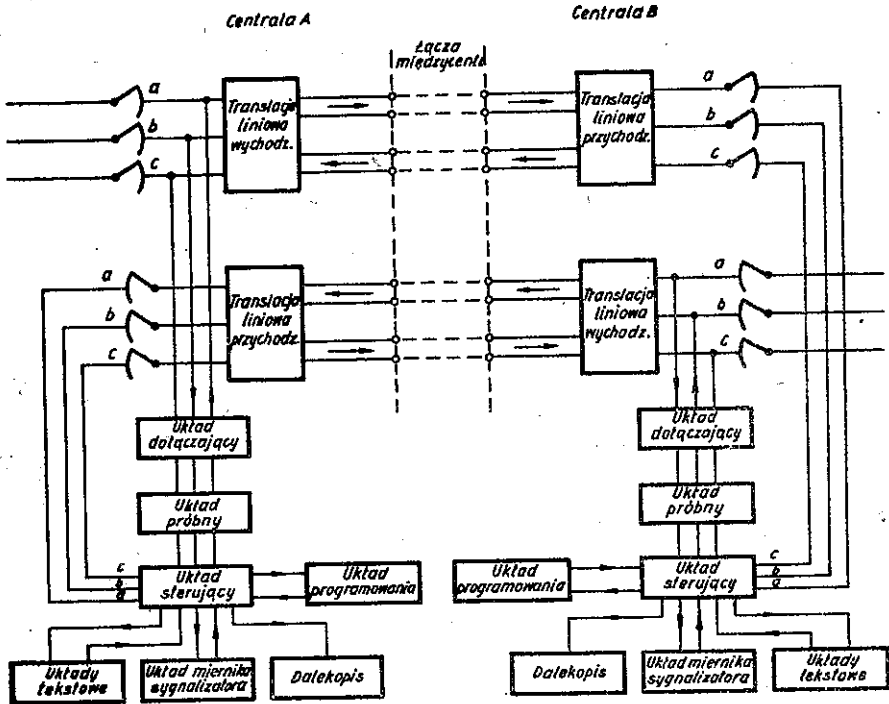 Centrala A
Centrala B
Łącza
międzycentr.
a
b
c
Translacja
liniowa
wychodz.
Translacja
liniowa
przychodz.
a
b
c
a
b
c
Translacja
liniowa
przychodz.
Translacja
liniowa
wychodz.
a
b
c
Układ
dołączający
Układ
dołączający
Układ
próbny
Układ
próbny
c
b
a
Układ
sterujący
Układ
programowania
Układ
programowania
Układ
sterujący
c
b
a
Układy
tekstowe
Układ miernika
sygnalizatora
Dalekopis
Dalekopis
Układ miernika
sygnalizatora
Układy
tekstowe